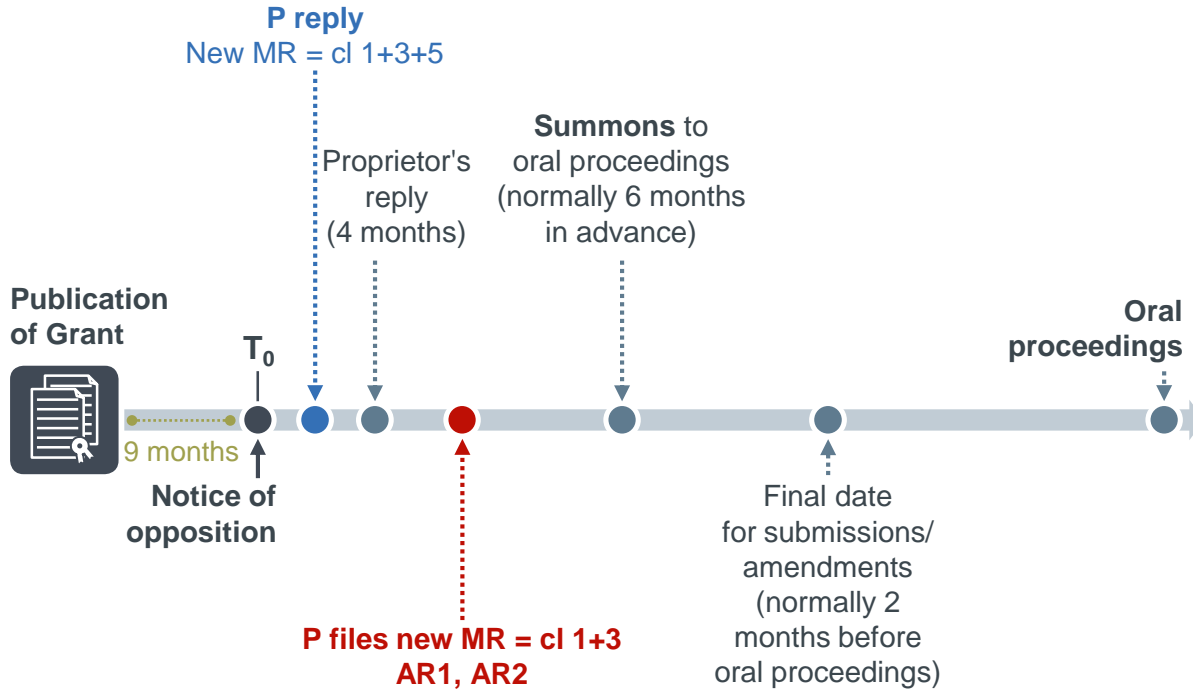 P reply
New MR = cl 1+3+5
Proprietor's
reply
(4 months)
Summons to
oral proceedings
(normally 6 months
in advance)
Publication
of Grant
T₀
Oral
proceedings
9 months
Notice of
opposition
P files new MR = cl 1+3
AR1, AR2
Final date
for submissions/
amendments
(normally 2
months before
oral proceedings)